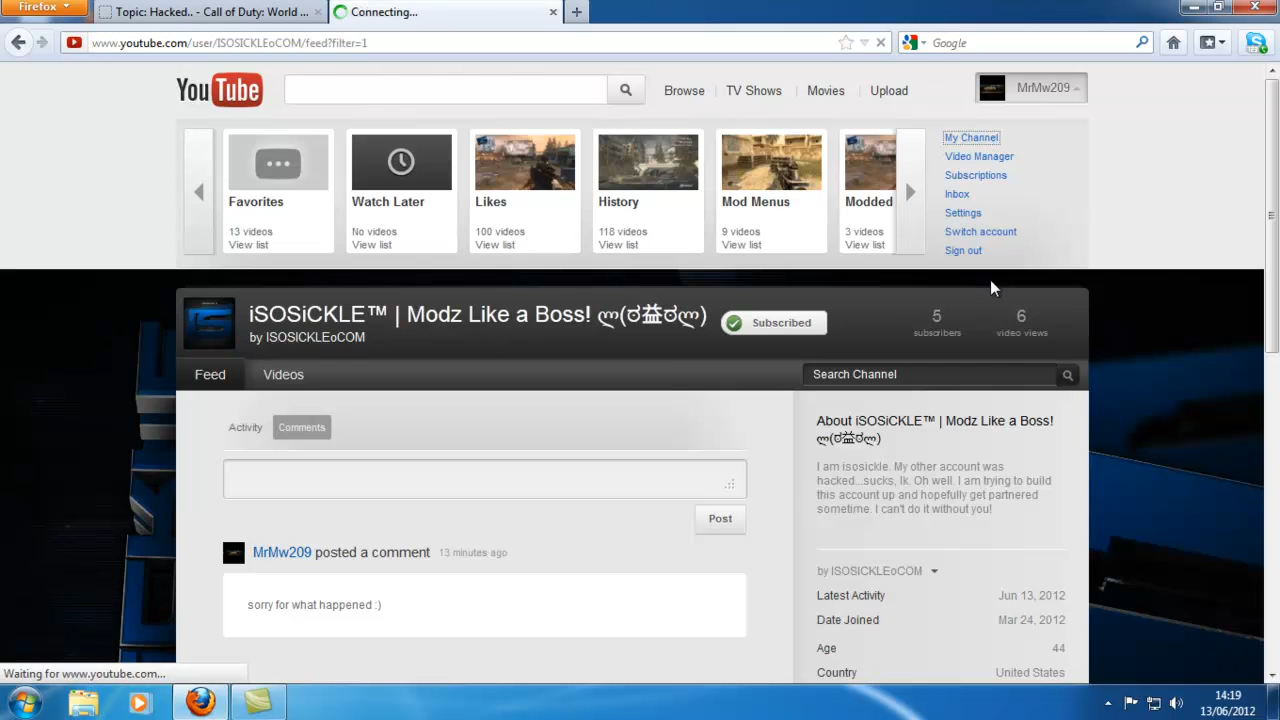 Firefox
Topic: Hacked.. - Call of Duty: World ...
Connecting...
www.youtube.com/user/ISOSICKLEoCOM/feed?filter=1
Google
YouTube
Browse
TV Shows
Movies
Upload
MrMw209
Favorites
13 videos
View list
Watch Later
No videos
View list
Likes
100 videos
View list
History
118 videos
View list
Mod Menus
9 videos
View list
Modded
3 videos
View list
My Channel
Video Manager
Subscriptions
Inbox
Settings
Switch account
Sign out
iSOSiCKLE™ | Modz Like a Boss! ლ(ಠ益ಠლ)
by ISOSICKLEoCOM
Subscribed
5
subscribers
6
video views
Feed
Videos
Search Channel
Activity
Comments
Post
MrMw209 posted a comment 13 minutes ago
sorry for what happened :)
About iSOSiCKLE™ | Modz Like a Boss!
ლ(ಠ益ಠლ)
I am isosickle. My other account was
hacked...sucks, Ik. Oh well. I am trying to build
this account up and hopefully get partnered
sometime. I can't do it without you!
by ISOSICKLEoCOM
Latest Activity Jun 13, 2012
Date Joined Mar 24, 2012
Age 44
Country United States
Waiting for www.youtube.com...
14:19
13/06/2012